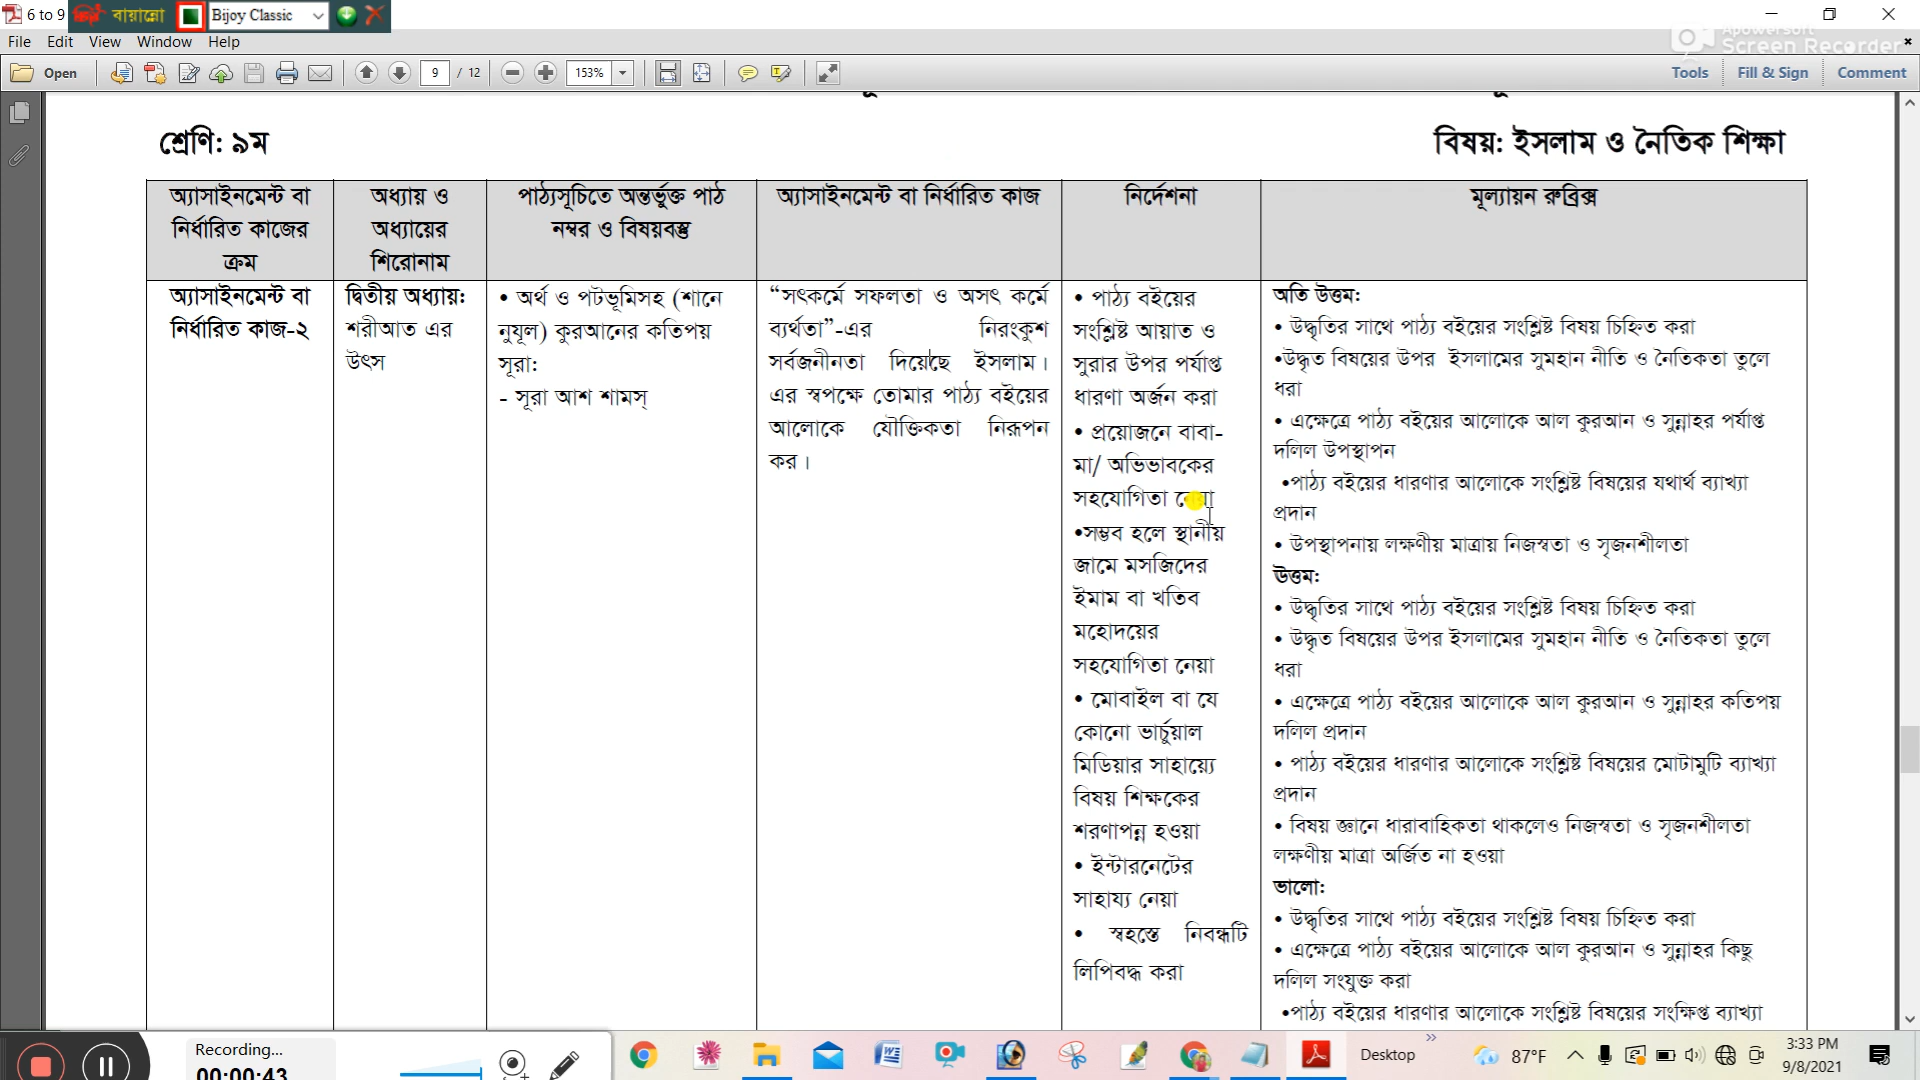 6 to 9
বায়ান্নো
Bijoy Classic
File Edit View Window Help
Apowersoft
Screen Recorder
Open
9 / 12
153%
Tools Fill & Sign Comment
শ্রেণি: ৯ম
বিষয়: ইসলাম ও নৈতিক শিক্ষা
অ্যাসাইনমেন্ট বা
নির্ধারিত কাজের
ক্রম
অধ্যায় ও
অধ্যায়ের
শিরোনাম
পাঠ্যসূচিতে অন্তর্ভুক্ত পাঠ
নম্বর ও বিষয়বস্তু
অ্যাসাইনমেন্ট বা নির্ধারিত কাজ
নির্দেশনা
মূল্যায়ন রুব্রিক্স
অ্যাসাইনমেন্ট বা
নির্ধারিত কাজ-২
দ্বিতীয় অধ্যায়:
শরীআত এর
উৎস
• অর্থ ও পটভূমিসহ (শানে
নুযূল) কুরআনের কতিপয়
সূরা:
- সূরা আশ শামস্
“সৎকর্মে সফলতা ও অসৎ কর্মে
ব্যর্থতা”-এর নিরংকুশ
সর্বজনীনতা দিয়েছে ইসলাম।
এর স্বপক্ষে তোমার পাঠ্য বইয়ের
আলোকে যৌক্তিকতা নিরূপন
কর।
• পাঠ্য বইয়ের
সংশ্লিষ্ট আয়াত ও
সুরার উপর পর্যাপ্ত
ধারণা অর্জন করা
• প্রয়োজনে বাবা-
মা/ অভিভাবকের
সহযোগিতা নেয়া
•সম্ভব হলে স্থানীয়
জামে মসজিদের
ইমাম বা খতিব
মহোদয়ের
সহযোগিতা নেয়া
• মোবাইল বা যে
কোনো ভার্চুয়াল
মিডিয়ার সাহায্যে
বিষয় শিক্ষকের
শরণাপন্ন হওয়া
• ইন্টারনেটের
সাহায্য নেয়া
• স্বহস্তে নিবন্ধটি
লিপিবদ্ধ করা
অতি উত্তম:
• উদ্ধৃতির সাথে পাঠ্য বইয়ের সংশ্লিষ্ট বিষয় চিহ্নিত করা
•উদ্ধৃত বিষয়ের উপর ইসলামের সুমহান নীতি ও নৈতিকতা তুলে
ধরা
• এক্ষেত্রে পাঠ্য বইয়ের আলোকে আল কুরআন ও সুন্নাহর পর্যাপ্ত
দলিল উপস্থাপন
•পাঠ্য বইয়ের ধারণার আলোকে সংশ্লিষ্ট বিষয়ের যথার্থ ব্যাখ্যা
প্রদান
• উপস্থাপনায় লক্ষণীয় মাত্রায় নিজস্বতা ও সৃজনশীলতা
উত্তম:
• উদ্ধৃতির সাথে পাঠ্য বইয়ের সংশ্লিষ্ট বিষয় চিহ্নিত করা
• উদ্ধৃত বিষয়ের উপর ইসলামের সুমহান নীতি ও নৈতিকতা তুলে
ধরা
• এক্ষেত্রে পাঠ্য বইয়ের আলোকে আল কুরআন ও সুন্নাহর কতিপয়
দলিল প্রদান
• পাঠ্য বইয়ের ধারণার আলোকে সংশ্লিষ্ট বিষয়ের মোটামুটি ব্যাখ্যা
প্রদান
• বিষয় জ্ঞানে ধারাবাহিকতা থাকলেও নিজস্বতা ও সৃজনশীলতা
লক্ষণীয় মাত্রা অর্জিত না হওয়া
ভালো:
• উদ্ধৃতির সাথে পাঠ্য বইয়ের সংশ্লিষ্ট বিষয় চিহ্নিত করা
• এক্ষেত্রে পাঠ্য বইয়ের আলোকে আল কুরআন ও সুন্নাহর কিছু
দলিল সংযুক্ত করা
•পাঠ্য বইয়ের ধারণার আলোকে সংশ্লিষ্ট বিষয়ের সংক্ষিপ্ত ব্যাখ্যা
Recording...
00:00:43
Desktop
87°F
3:33 PM
9/8/2021